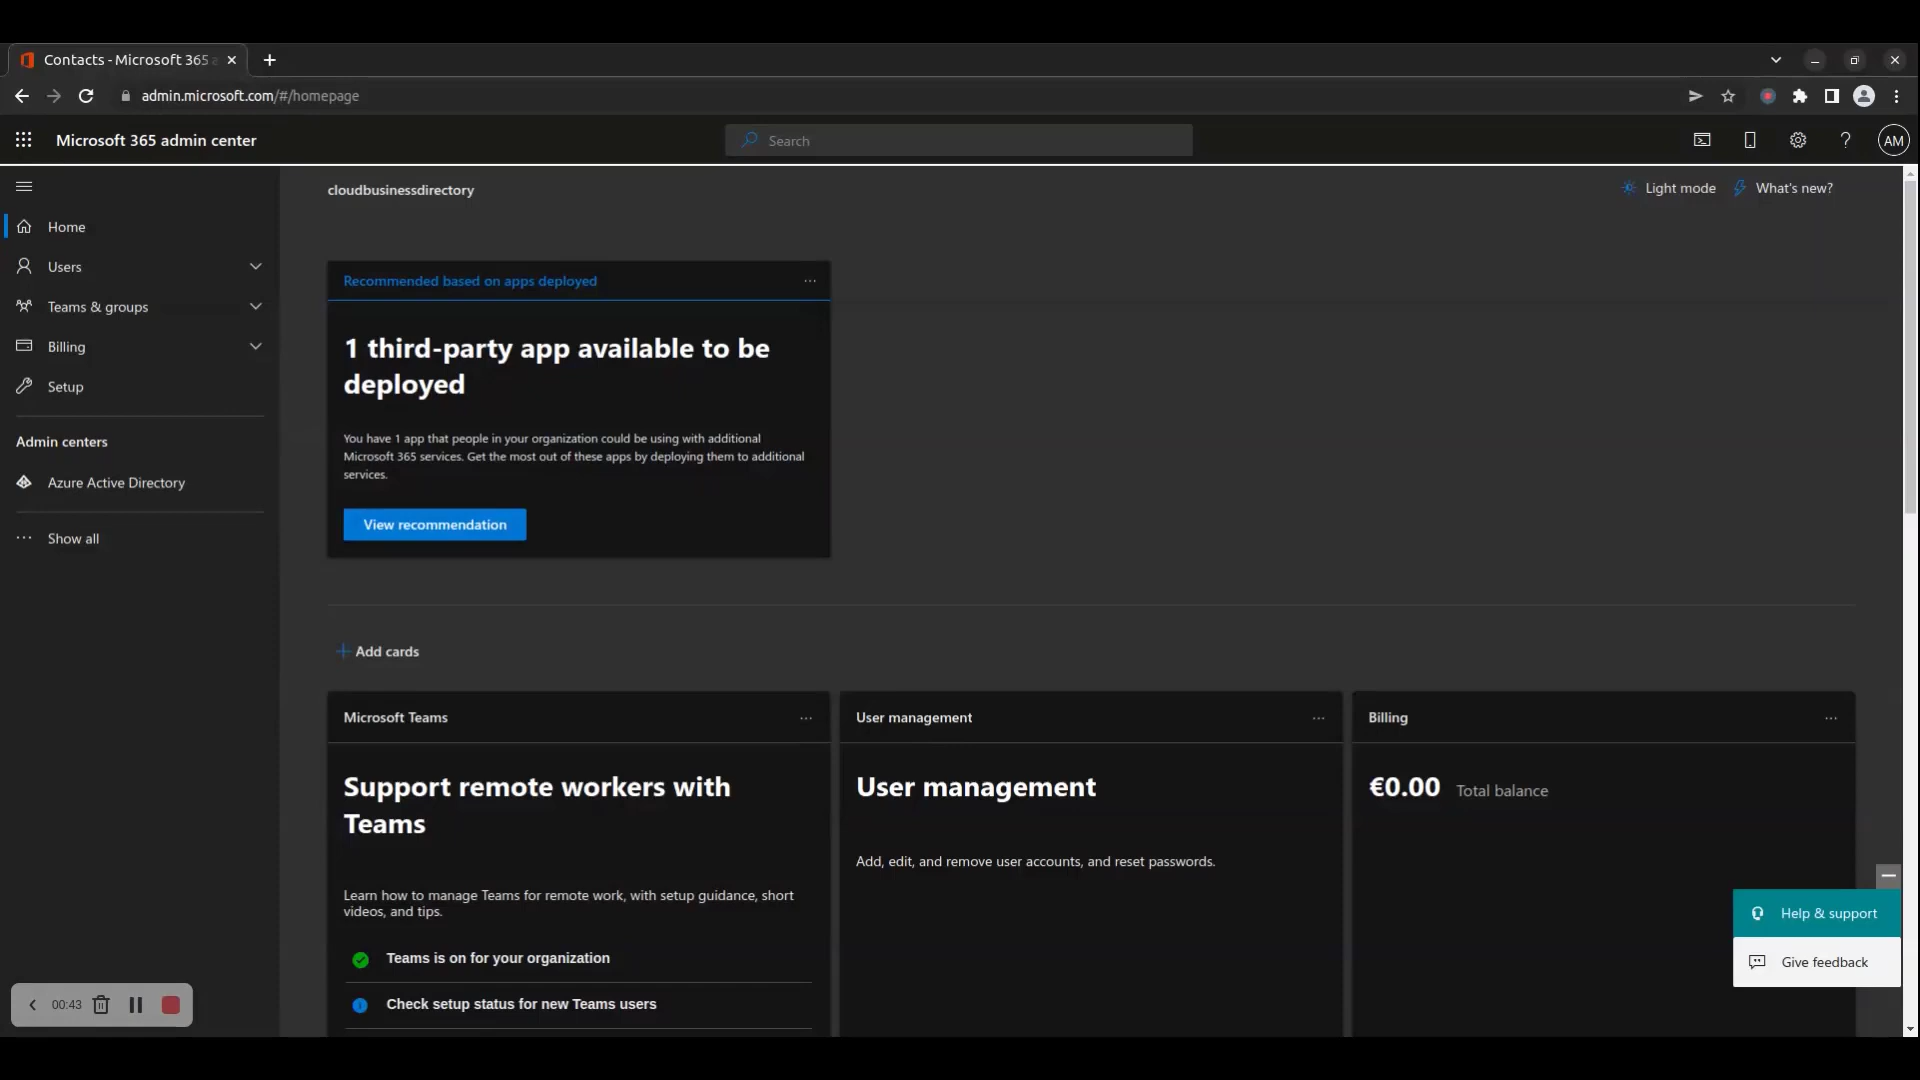 Contacts - Microsoft 365 a
admin.microsoft.com/#/homepage
Microsoft 365 admin center
Search
AM
cloudbusinessdirectory
Light mode
What's new?
Home
Users
Teams & groups
Billing
Setup
Admin centers
Azure Active Directory
Show all
Recommended based on apps deployed
1 third-party app available to be
deployed
You have 1 app that people in your organization could be using with additional
Microsoft 365 services. Get the most out of these apps by deploying them to additional
services.
View recommendation
Add cards
Microsoft Teams
Support remote workers with
Teams
Learn how to manage Teams for remote work, with setup guidance, short
videos, and tips.
Teams is on for your organization
Check setup status for new Teams users
User management
User management
Add, edit, and remove user accounts, and reset passwords.
Billing
€0.00 Total balance
Help & support
Give feedback
00:43